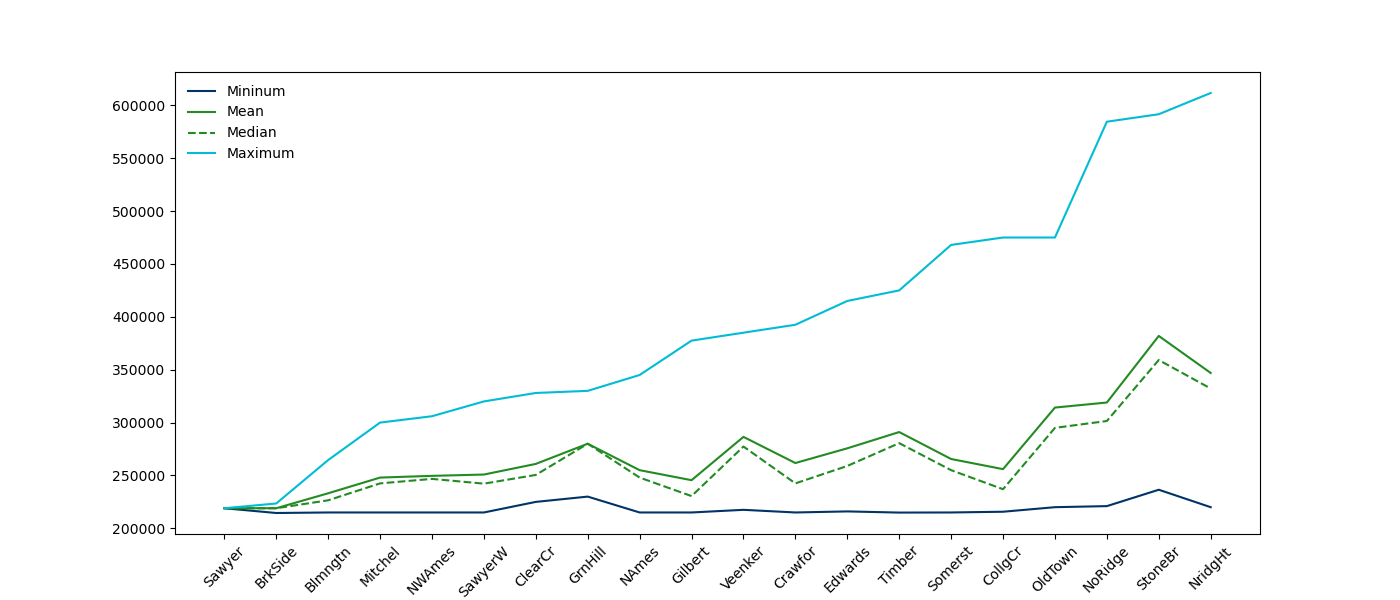 Mininum
Mean
Median
Maximum
600000
550000
500000
450000
400000
350000
300000
250000
200000
Sawyer
BrkSide
Blmngtn
Mitchel
NWAmes
SawyerW
ClearCr
GrnHill
NAmes
Gilbert
Veenker
Crawfor
Edwards
Timber
Somerst
CollgCr
OldTown
NoRidge
StoneBr
NridgHt